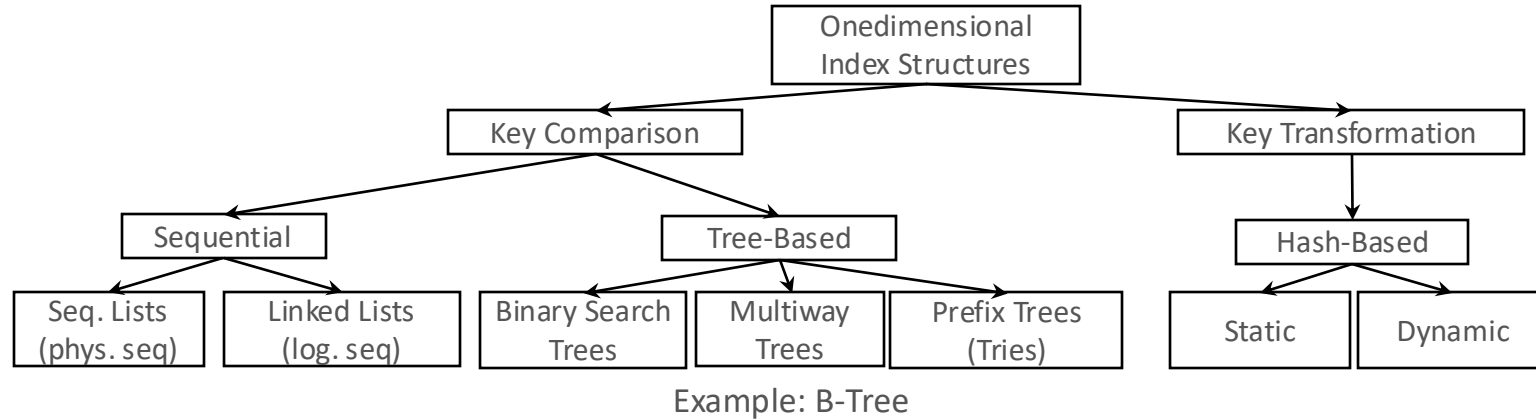 Onedimensional
Index Structures
Key Comparison
Key Transformation
Sequential
Tree-Based
Hash-Based
Seq. Lists
(phys. seq)
Linked Lists
(log. seq)
Binary Search
Trees
Multiway
Trees
Prefix Trees
(Tries)
Static
Dynamic
Example: B-Tree